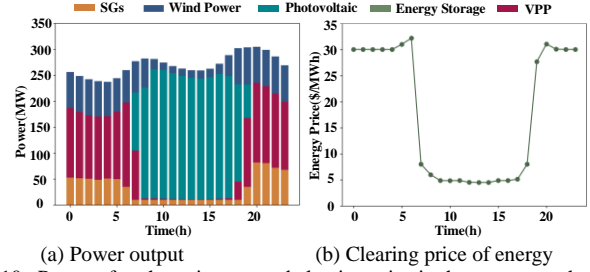 SGs Wind Power Photovoltaic Energy Storage VPP
350
300
250
200
150
100
50
0
Power(MW)
0 5 10 15 20
Time(h)
35
30
25
20
15
10
5
0
Energy Price($/MWh)
0 5 10 15 20
Time(h)
(a) Power output
(b) Clearing price of energy